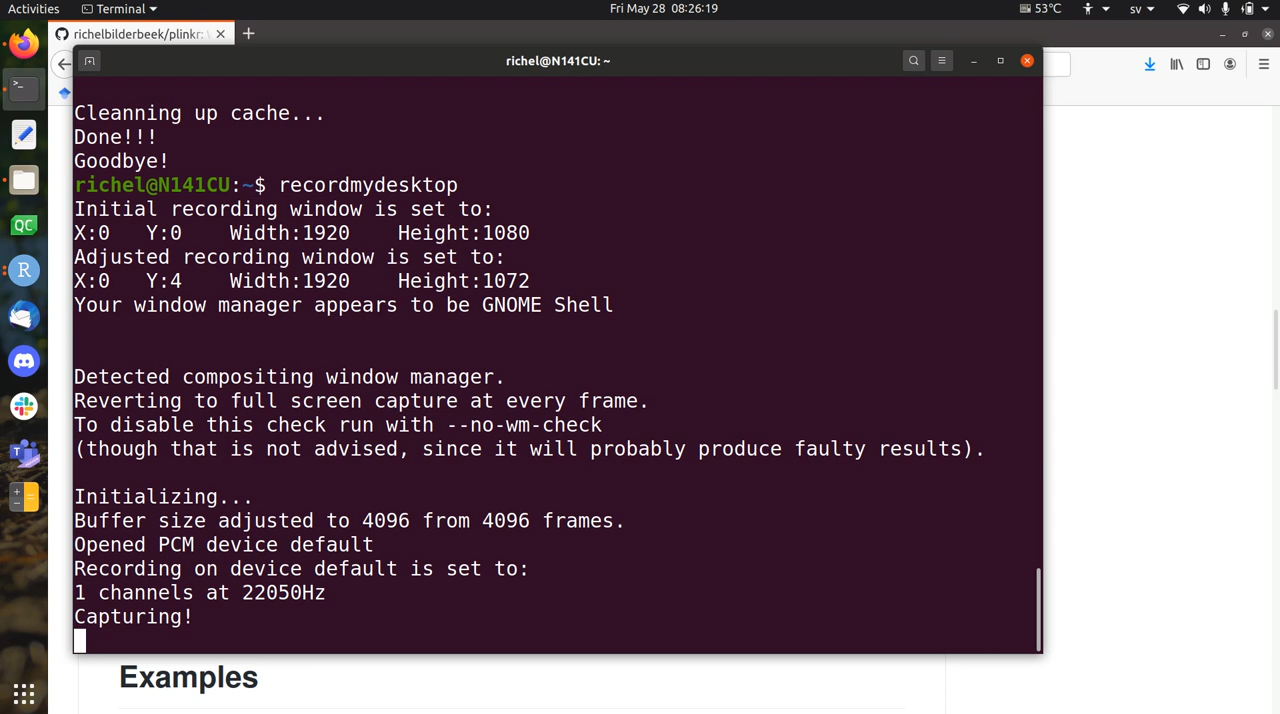 Activities Terminal Fri May 28 08:26:19 53°C sv
richelbilderbeek/plinkr:
richel@N141CU: ~
Cleanning up cache...
Done!!!
Goodbye!
richel@N141CU:~$ recordmydesktop
Initial recording window is set to:
X:0 Y:0 Width:1920 Height:1080
Adjusted recording window is set to:
X:0 Y:4 Width:1920 Height:1072
Your window manager appears to be GNOME Shell
Detected compositing window manager.
Reverting to full screen capture at every frame.
To disable this check run with --no-wm-check
(though that is not advised, since it will probably produce faulty results).
Initializing...
Buffer size adjusted to 4096 from 4096 frames.
Opened PCM device default
Recording on device default is set to:
1 channels at 22050Hz
Capturing!
QC
R
Examples